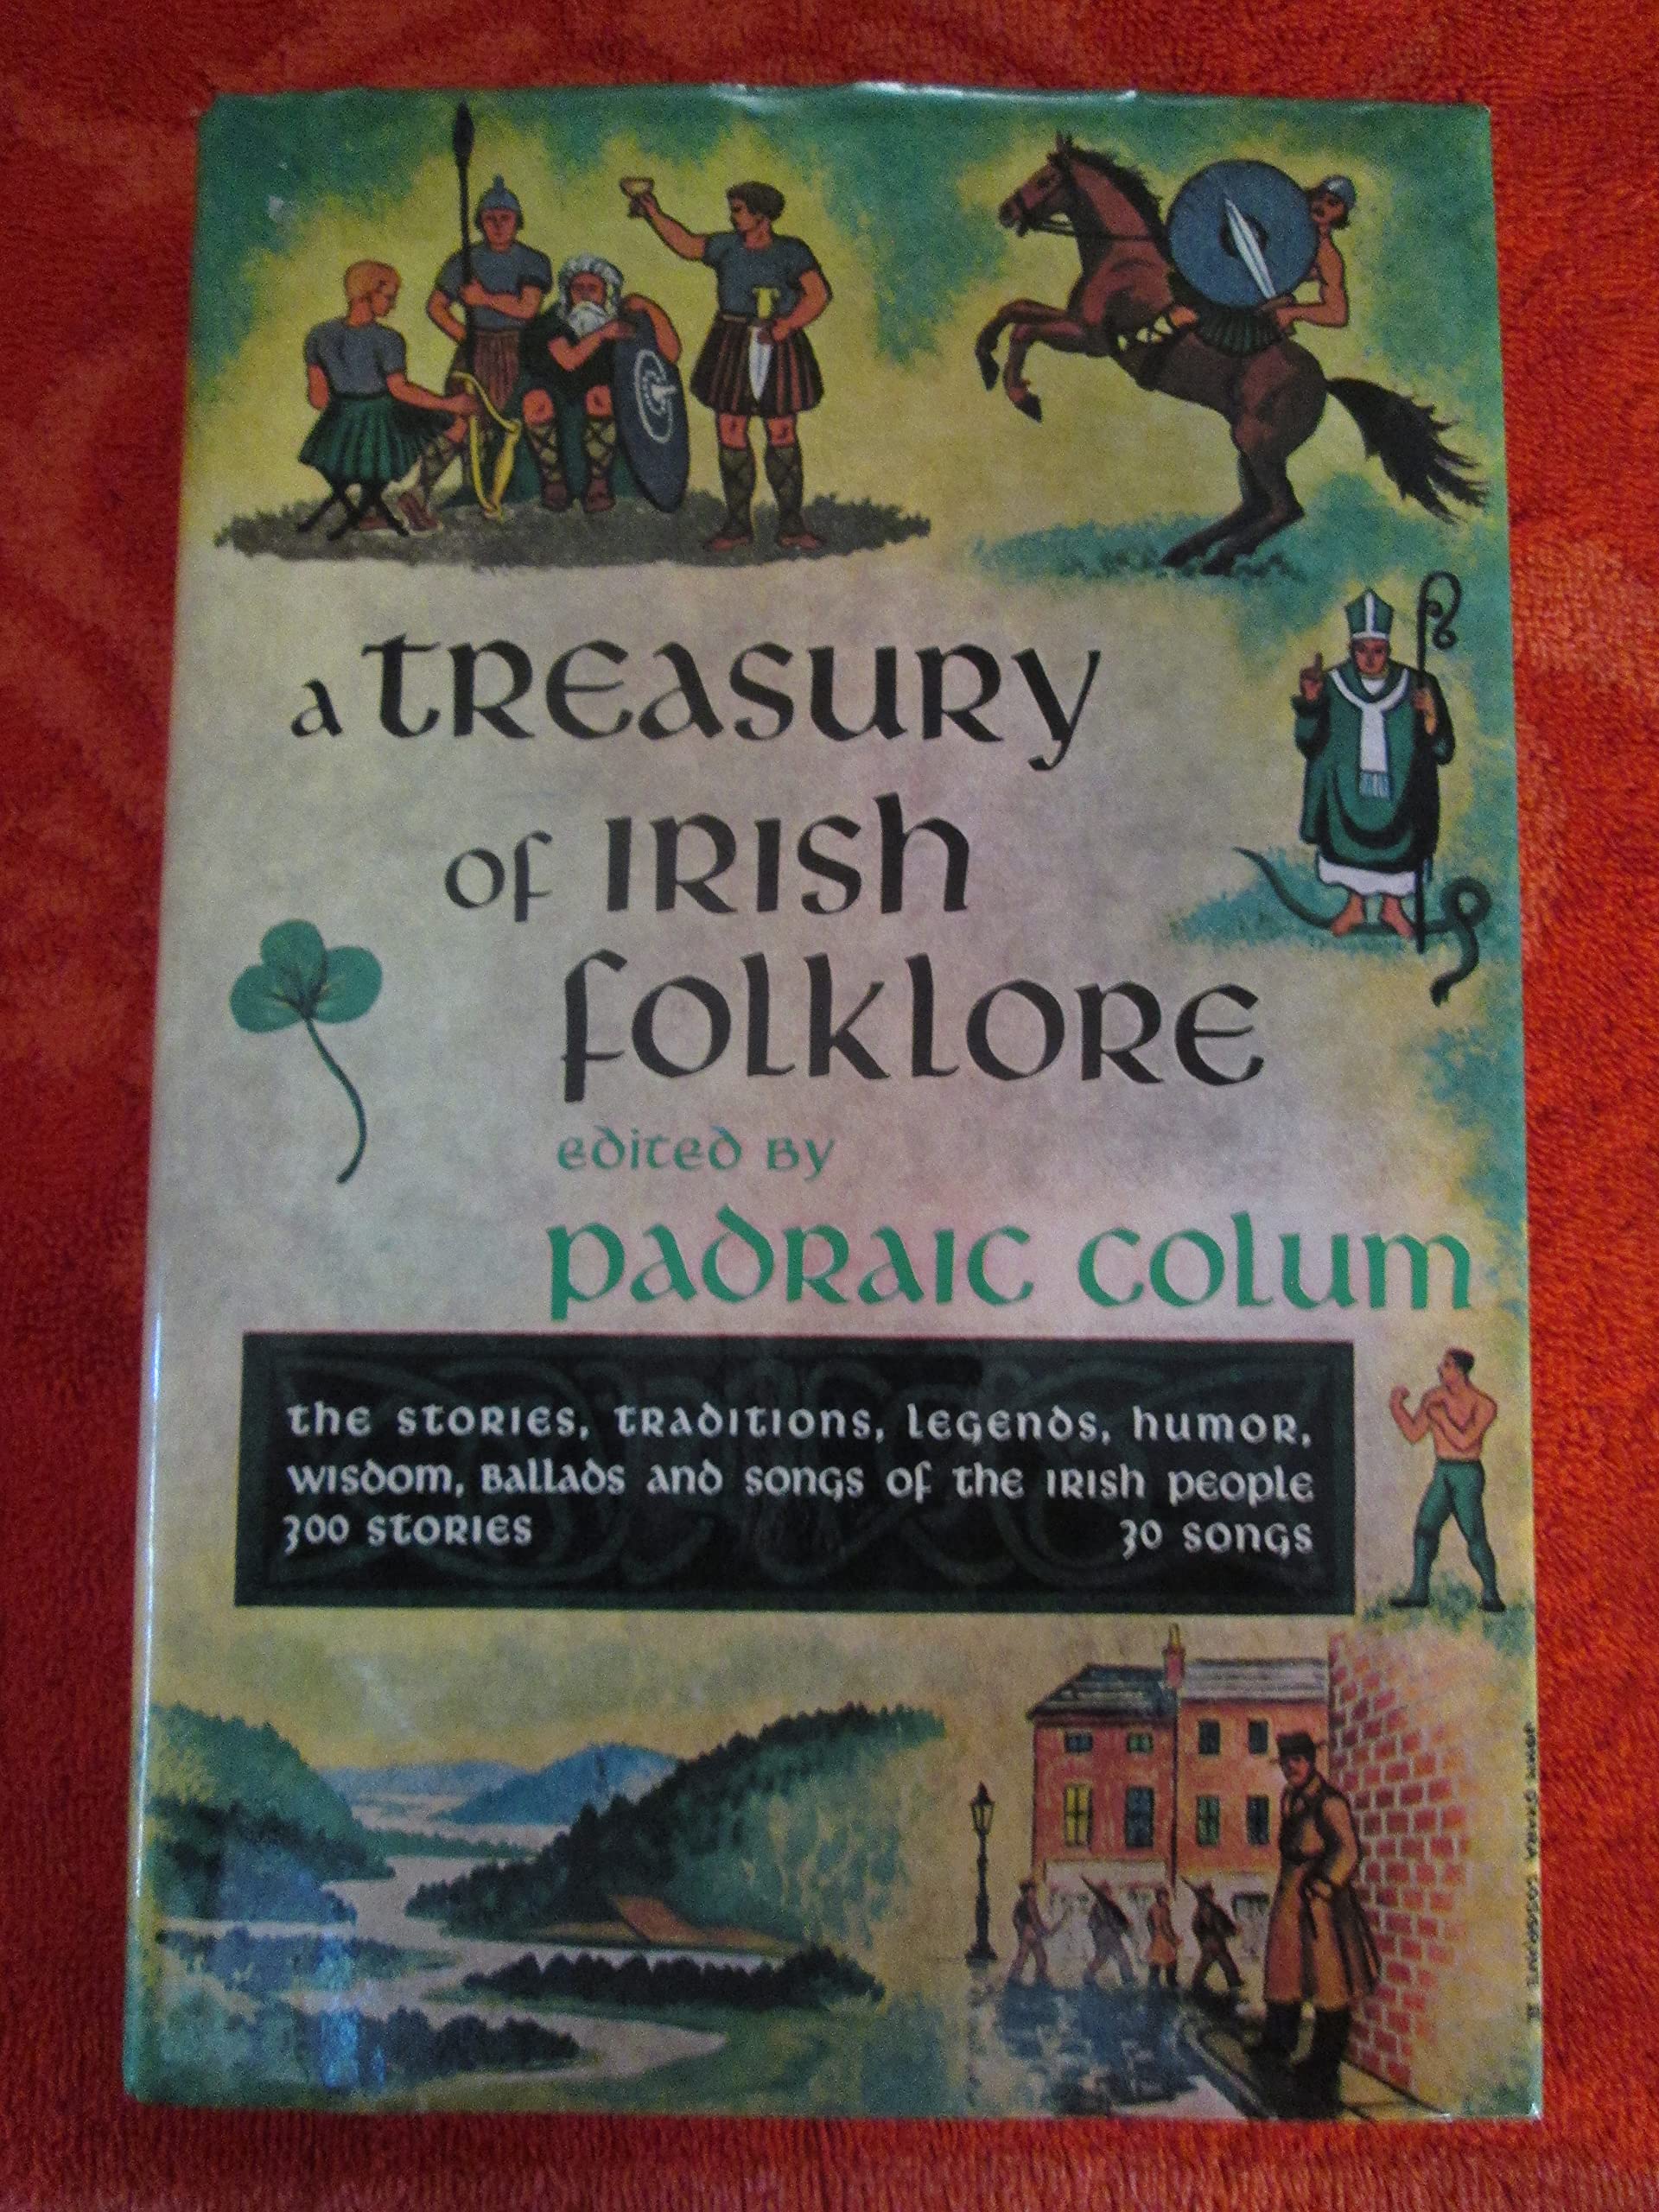 a TREASURY
of IRISH
folklore
edited by
padraic colum
the stories, traditions, legends, humor,
wisdom, ballads and songs of the Irish people
300 stories 30 songs